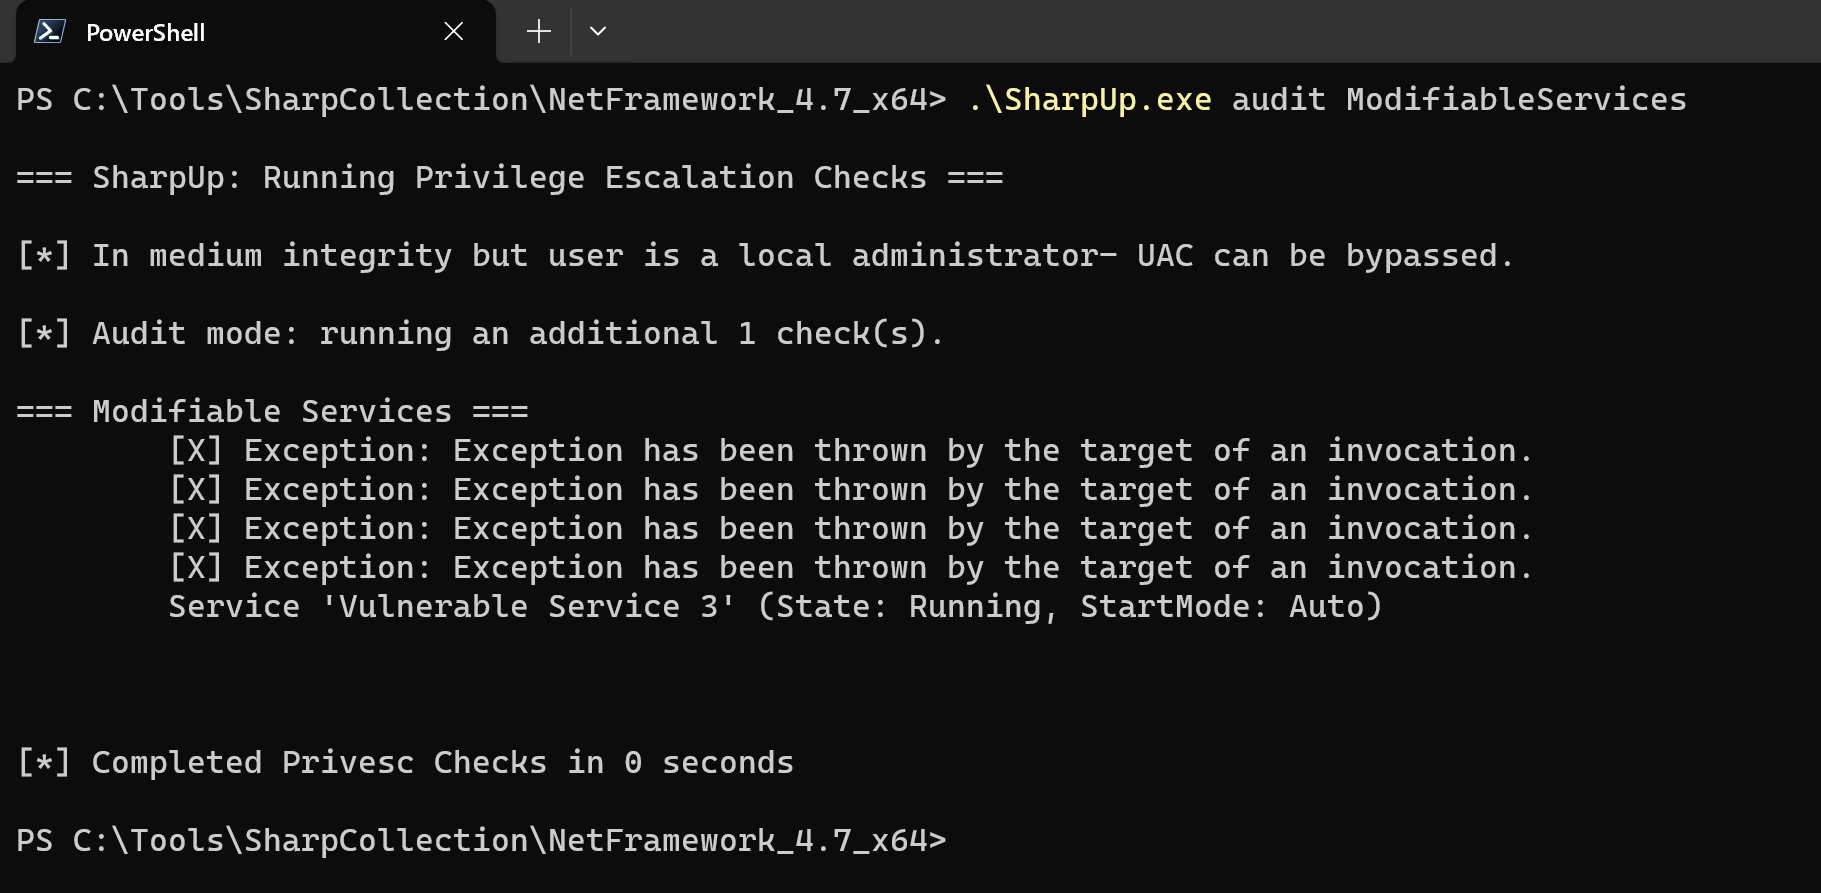 PowerShell
PS C:\Tools\SharpCollection\NetFramework_4.7_x64> .\SharpUp.exe audit ModifiableServices
=== SharpUp: Running Privilege Escalation Checks ===
[*] In medium integrity but user is a local administrator- UAC can be bypassed.
[*] Audit mode: running an additional 1 check(s).
=== Modifiable Services ===
[X] Exception: Exception has been thrown by the target of an invocation.
[X] Exception: Exception has been thrown by the target of an invocation.
[X] Exception: Exception has been thrown by the target of an invocation.
[X] Exception: Exception has been thrown by the target of an invocation.
Service 'Vulnerable Service 3' (State: Running, StartMode: Auto)
[*] Completed Privesc Checks in 0 seconds
PS C:\Tools\SharpCollection\NetFramework_4.7_x64>